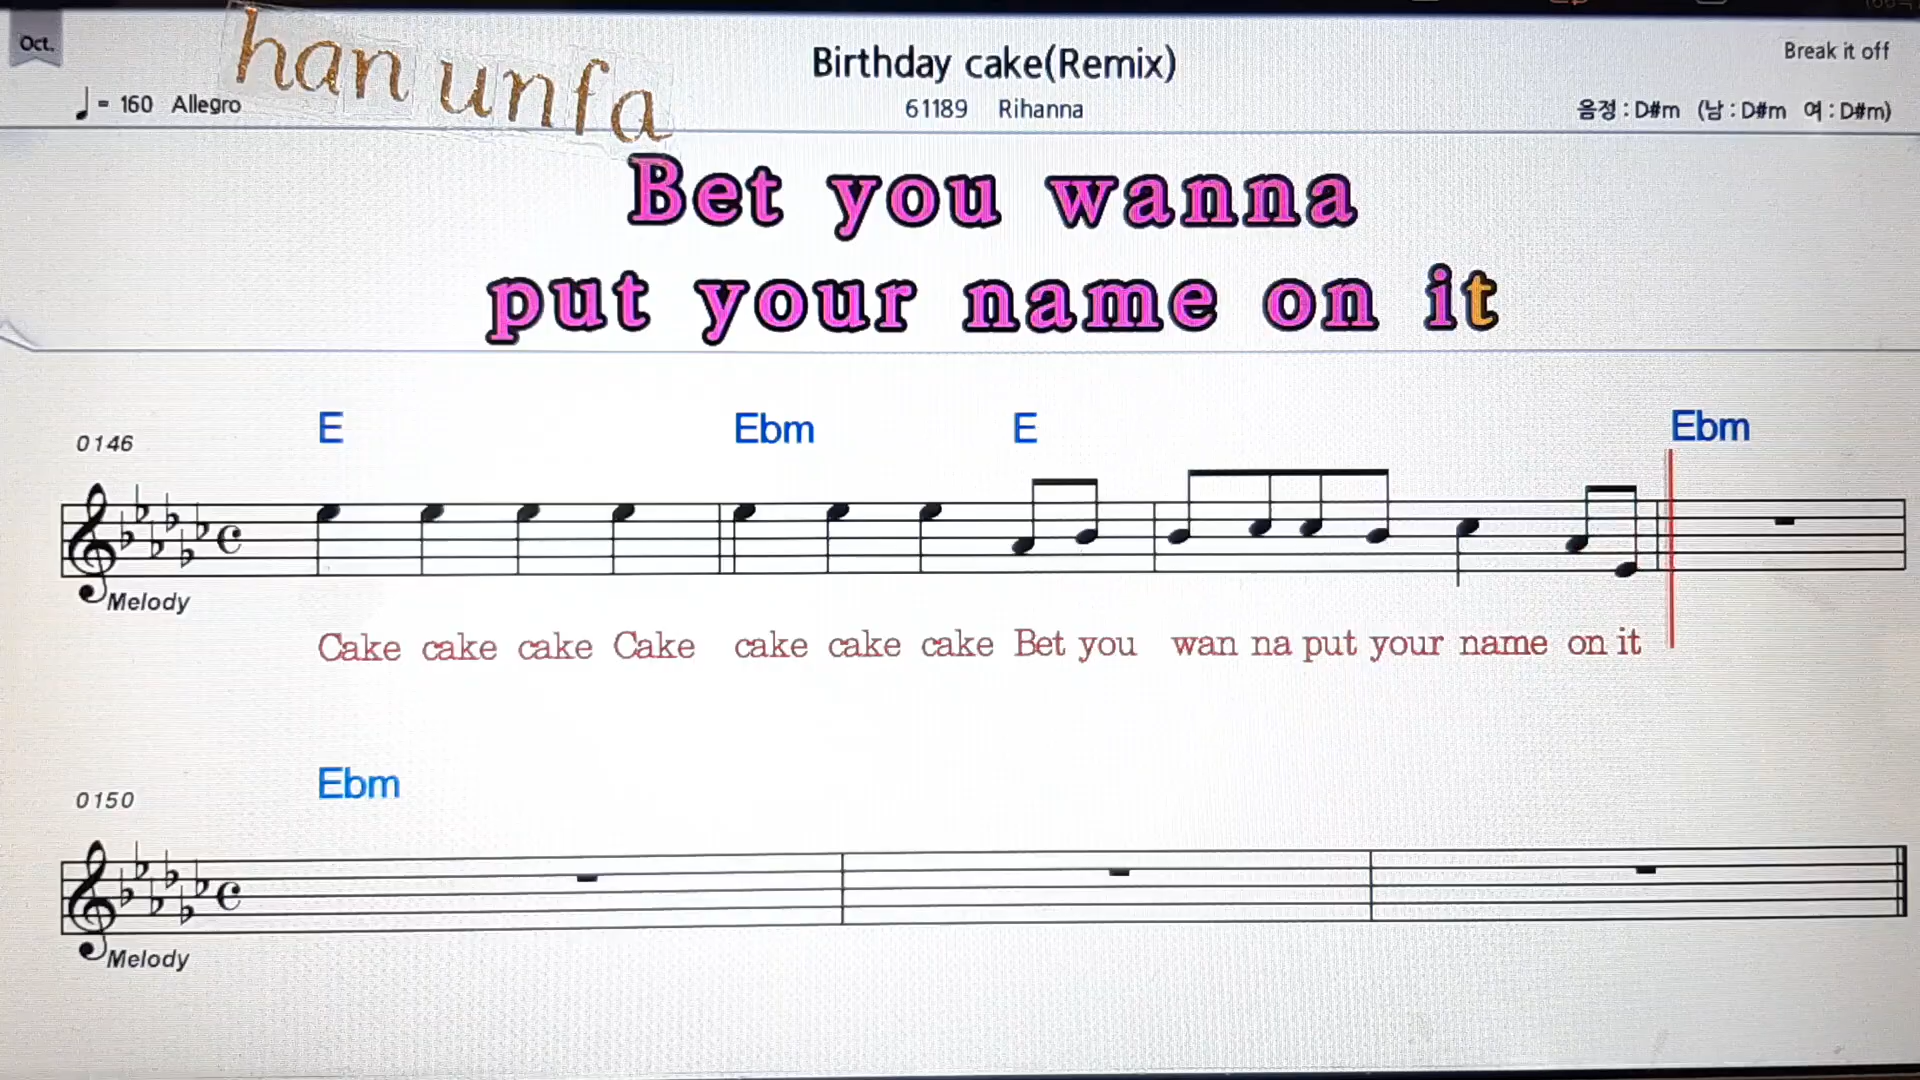 Oct.
han unfa
Birthday cake(Remix)
Break it off
= 160 Allegro
61189 Rihanna
음정 : D#m (남 : D#m 여 : D#m)
Bet you wanna
put your name on it
E Ebm E Ebm
0146
Melody
Cake cake cake Cake cake cake cake Bet you wan na put your name on it
Ebm
0150
Melody